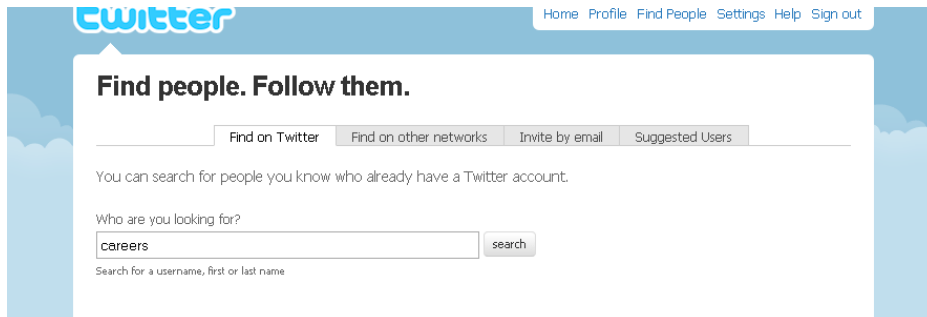 twitter
Home Profile Find People Settings Help Sign out
Find people. Follow them.
Find on Twitter Find on other networks Invite by email Suggested Users
You can search for people you know who already have a Twitter account.
Who are you looking for?
careers search
Search for a username, first or last name